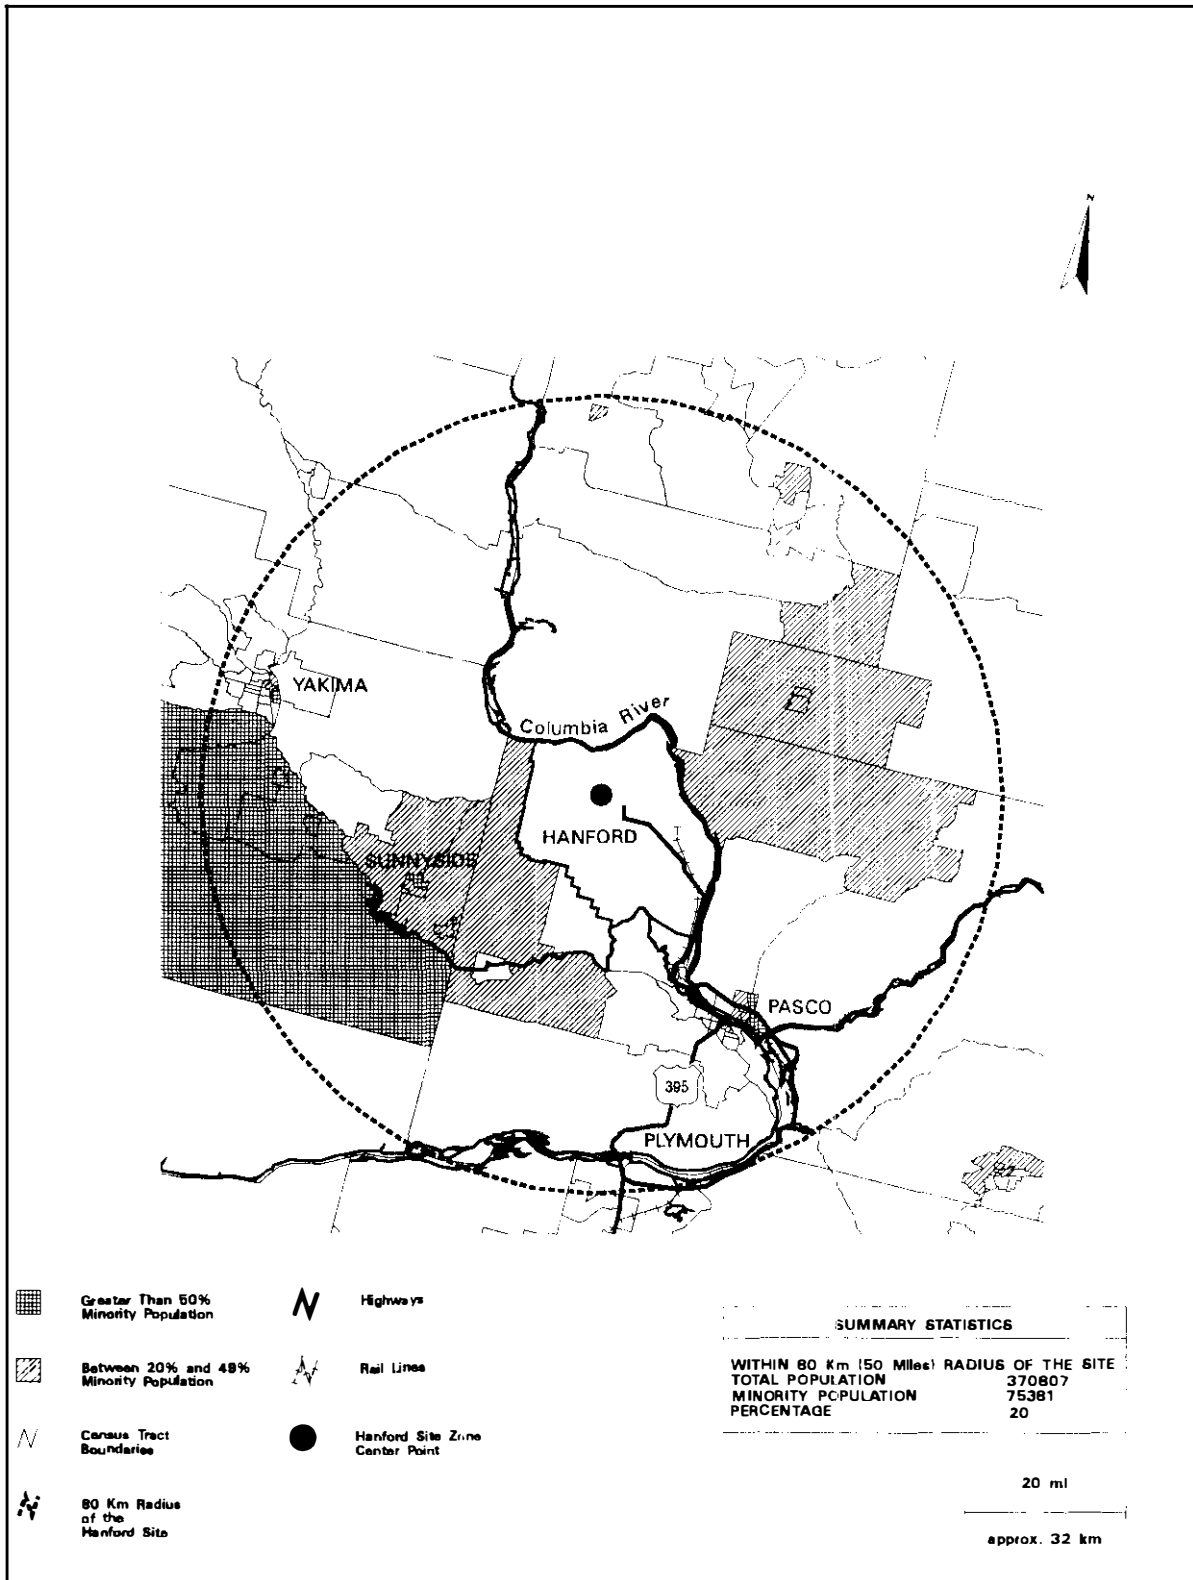 N
YAKIMA
Columbia River
HANFORD
SUNNYSIDE
PASCO
395
PLYMOUTH
Greater Than 50%
Minority Population
Highways
Between 20% and 49%
Minority Population
Rail Lines
Census Tract
Boundaries
Hanford Site Zone
Center Point
80 Km Radius
of the
Hanford Site
SUMMARY STATISTICS
WITHIN 80 Km (50 Miles) RADIUS OF THE SITE
TOTAL POPULATION 370807
MINORITY POPULATION 75381
PERCENTAGE 20
20 mi
approx. 32 km